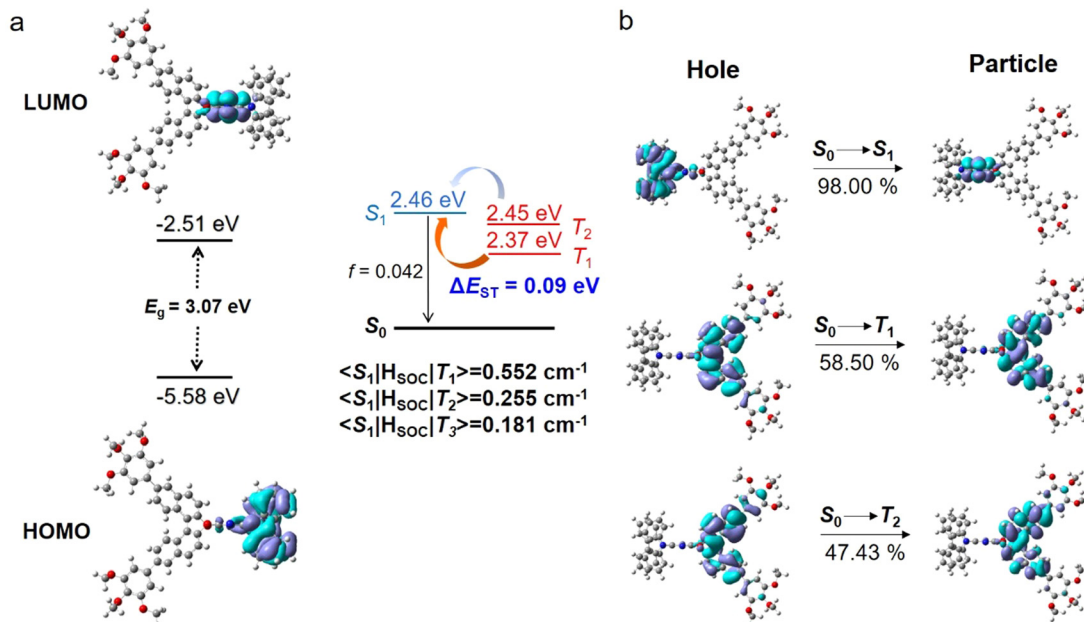 a
LUMO
-2.51 eV
Eg = 3.07 eV
-5.58 eV
HOMO
S1
2.46 eV
2.45 eV
T2
2.37 eV
T1
f = 0.042
ΔEST = 0.09 eV
S0
<S1|HSOC|T1>=0.552 cm-1
<S1|HSOC|T2>=0.255 cm-1
<S1|HSOC|T3>=0.181 cm-1
b
Hole
Particle
S0 → S1
98.00 %
S0 → T1
58.50 %
S0 → T2
47.43 %